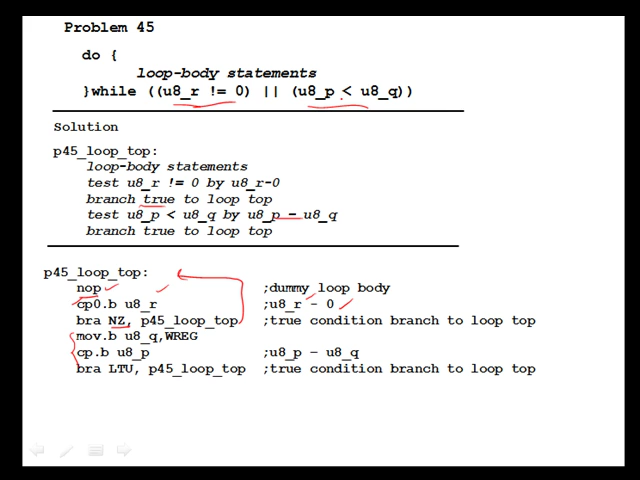 Problem 45
do {
loop-body statements
}while ((u8_r != 0) || (u8_p < u8_q))
Solution
p45_loop_top:
loop-body statements
test u8_r != 0 by u8_r-0
branch true to loop top
test u8_p < u8_q by u8_p - u8_q
branch true to loop top
p45_loop_top:
nop ;dummy loop body
cp0.b u8_r ;u8_r - 0
bra NZ, p45_loop_top ;true condition branch to loop top
mov.b u8_q,WREG
cp.b u8_p ;u8_p - u8_q
bra LTU, p45_loop_top ;true condition branch to loop top